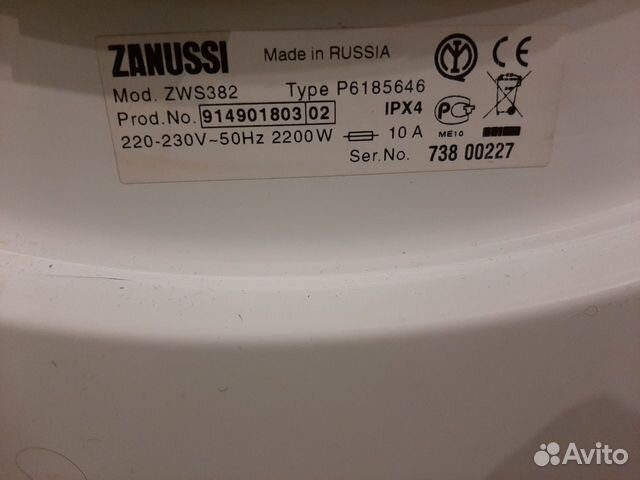 ZANUSSI Made in RUSSIA
Mod. ZWS382 Type P6185646
Prod.No. 914901803 02 IPX4
220-230V~50Hz 2200W 10 A ME10
Ser.No. 738 00227
Avito